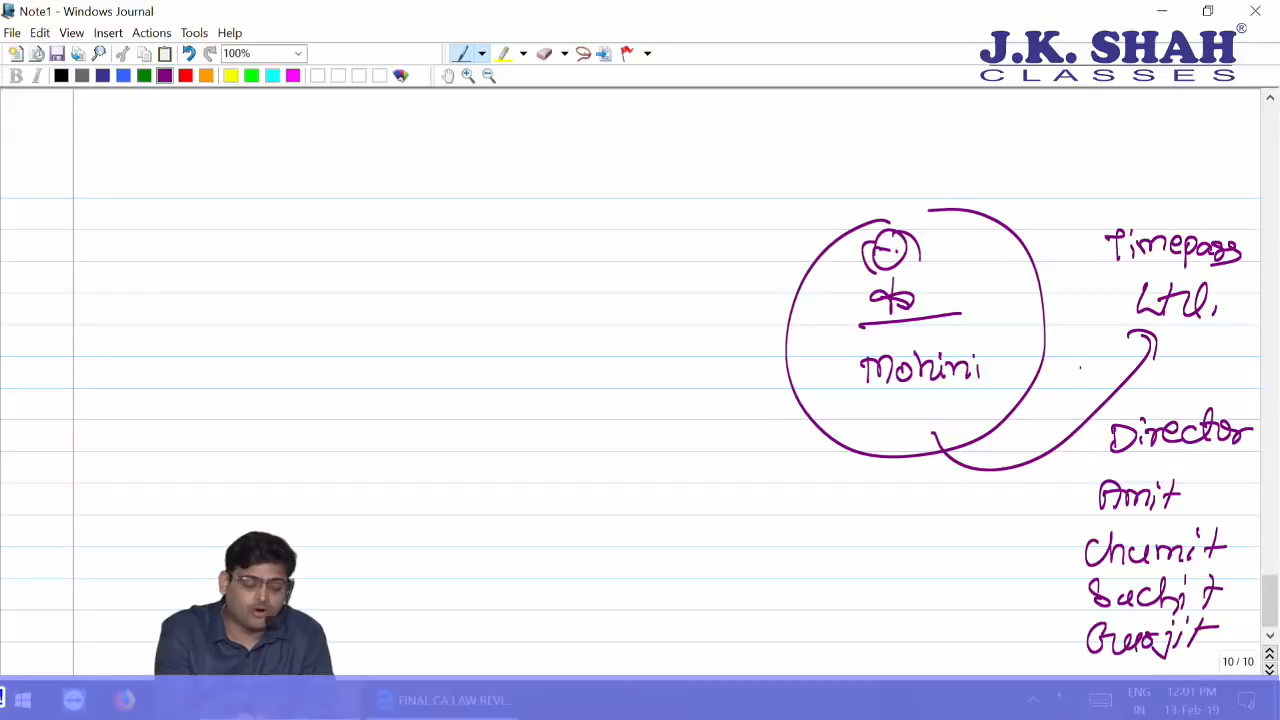 Note1 - Windows Journal
File Edit View Insert Actions Tools Help
100%
J.K. SHAH®
CLASSES
Timepass
Ltd.
Mohini
Director
Amit
Chumit
Suchit
10 / 10
FINAL CA LAW REVI...
ENG
IN
12:01 PM
13-Feb-19